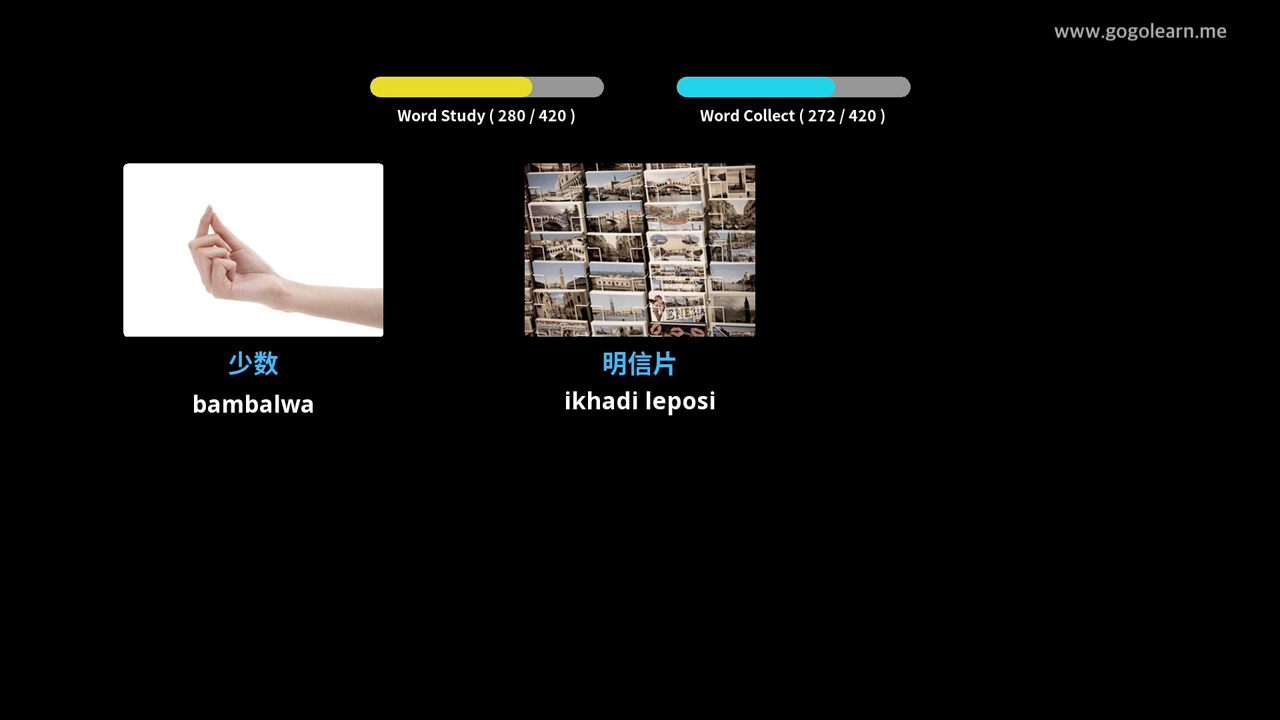 www.gogolearn.me
Word Study ( 280 / 420 )
Word Collect ( 272 / 420 )
少数
bambalwa
明信片
ikhadi leposi